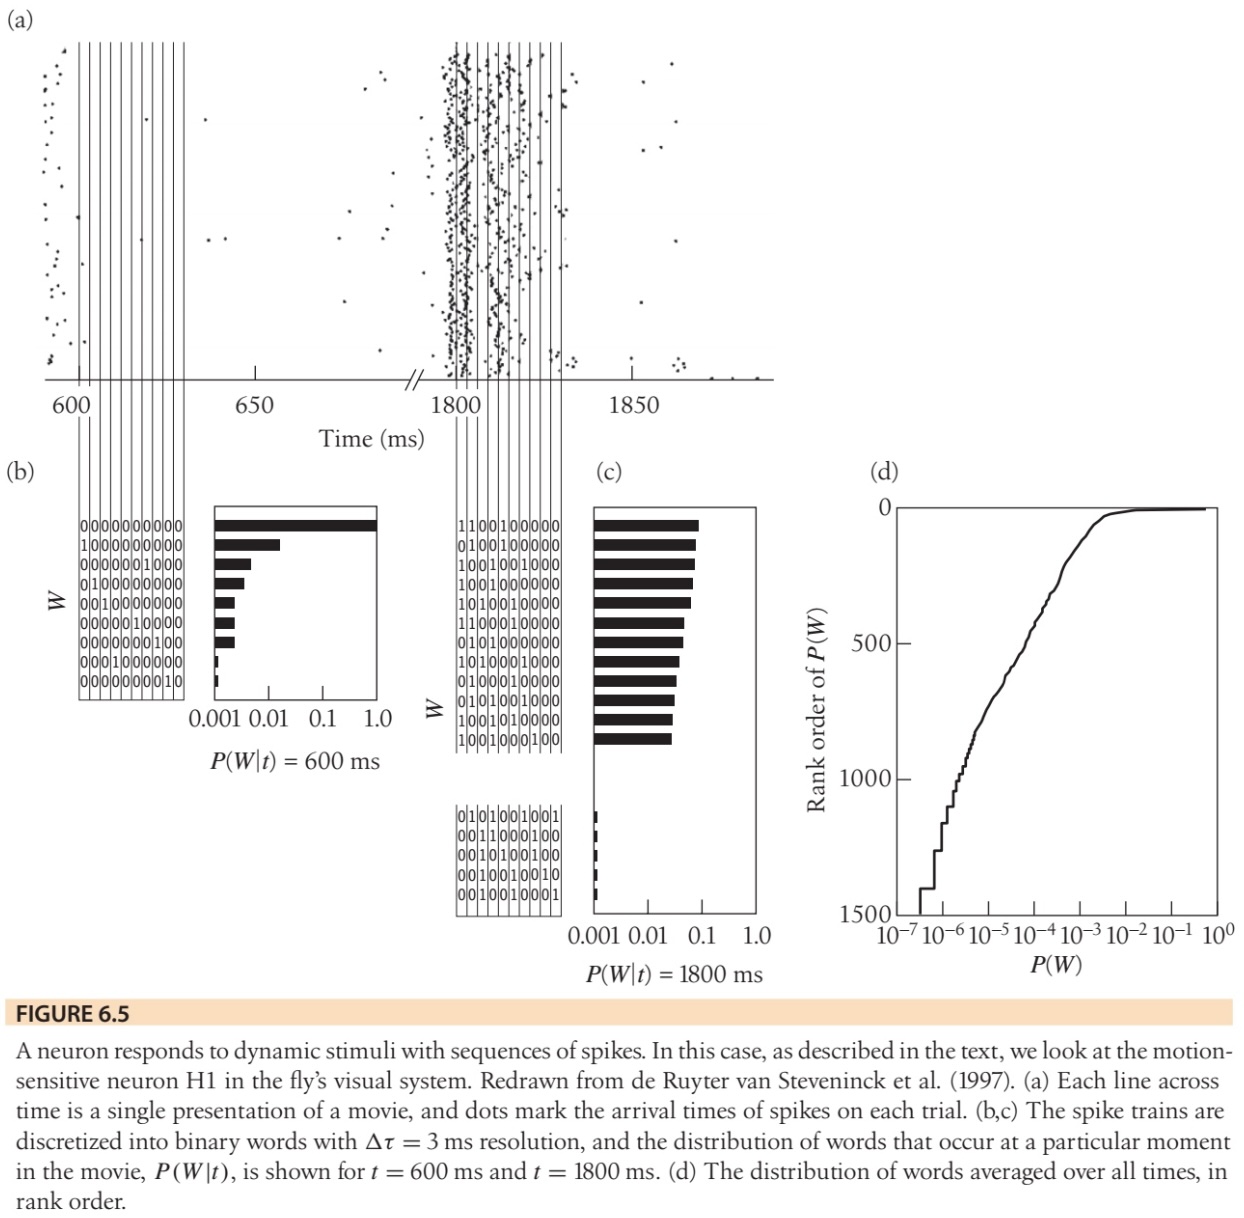 (a)
600
650
1800
1850
Time (ms)
(b)
W
0000000000
1000000000
0000001000
0100000000
0010000000
0000010000
0000000100
0001000000
0000000010
0.001 0.01 0.1 1.0
P(W|t) = 600 ms
W
1100100000
0100100000
1001001000
1001000000
1010010000
1100010000
0101001000
1010001000
0100101000
0101010000
1001010000
1001000100
0101001001
0011000100
0010100100
0010010010
0010010001
(c)
0.001 0.01 0.1 1.0
P(W|t) = 1800 ms
(d)
Rank order of P(W)
0
500
1000
1500
10⁻⁷ 10⁻⁶ 10⁻⁵ 10⁻⁴ 10⁻³ 10⁻² 10⁻¹ 10⁰
P(W)
FIGURE 6.5
A neuron responds to dynamic stimuli with sequences of spikes. In this case, as described in the text, we look at the motion-
sensitive neuron H1 in the fly's visual system. Redrawn from de Ruyter van Steveninck et al. (1997). (a) Each line across
time is a single presentation of a movie, and dots mark the arrival times of spikes on each trial. (b,c) The spike trains are
discretized into binary words with Δτ = 3 ms resolution, and the distribution of words that occur at a particular moment
in the movie, P(W|t), is shown for t = 600 ms and t = 1800 ms. (d) The distribution of words averaged over all times, in
rank order.